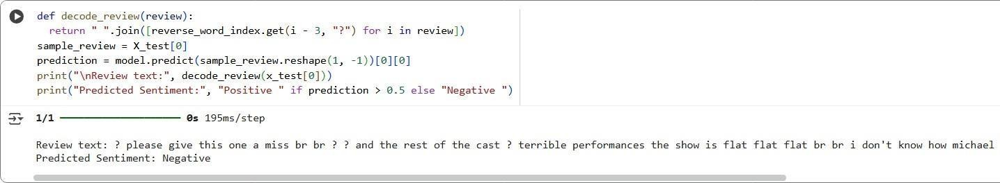 def decode_review(review):
  return " ".join([reverse_word_index.get(i - 3, "?") for i in review])
sample_review = X_test[0]
prediction = model.predict(sample_review.reshape(1, -1))[0][0]
print("\nReview text:", decode_review(x_test[0]))
print("Predicted Sentiment:", "Positive " if prediction > 0.5 else "Negative ")
1/1 0s 195ms/step
Review text: ? please give this one a miss br br ? ? and the rest of the cast ? terrible performances the show is flat flat flat br br i don't know how michael
Predicted Sentiment: Negative